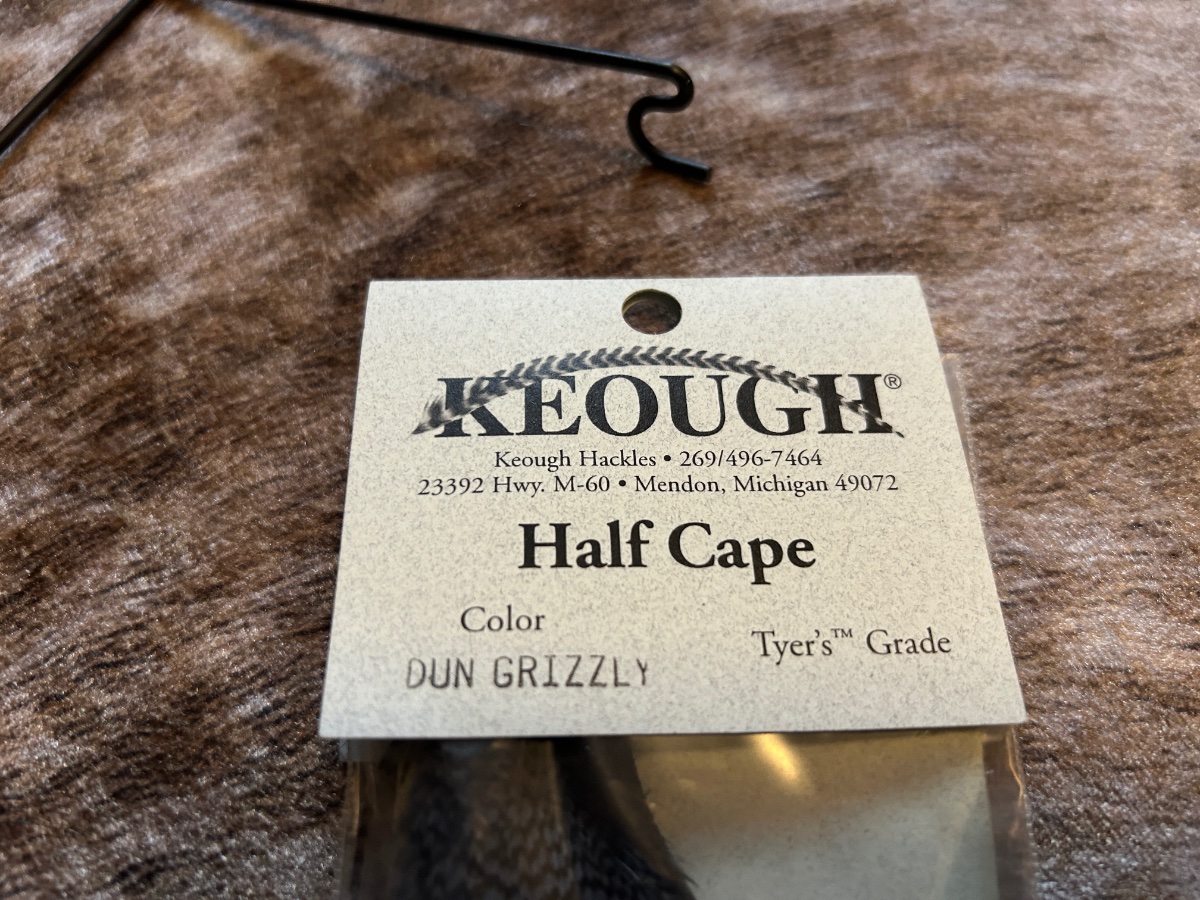 KEOUGH®
Keough Hackles • 269/496-7464
23392 Hwy. M-60 • Mendon, Michigan 49072
Half Cape
Color
Tyer's™ Grade
DUN GRIZZLY